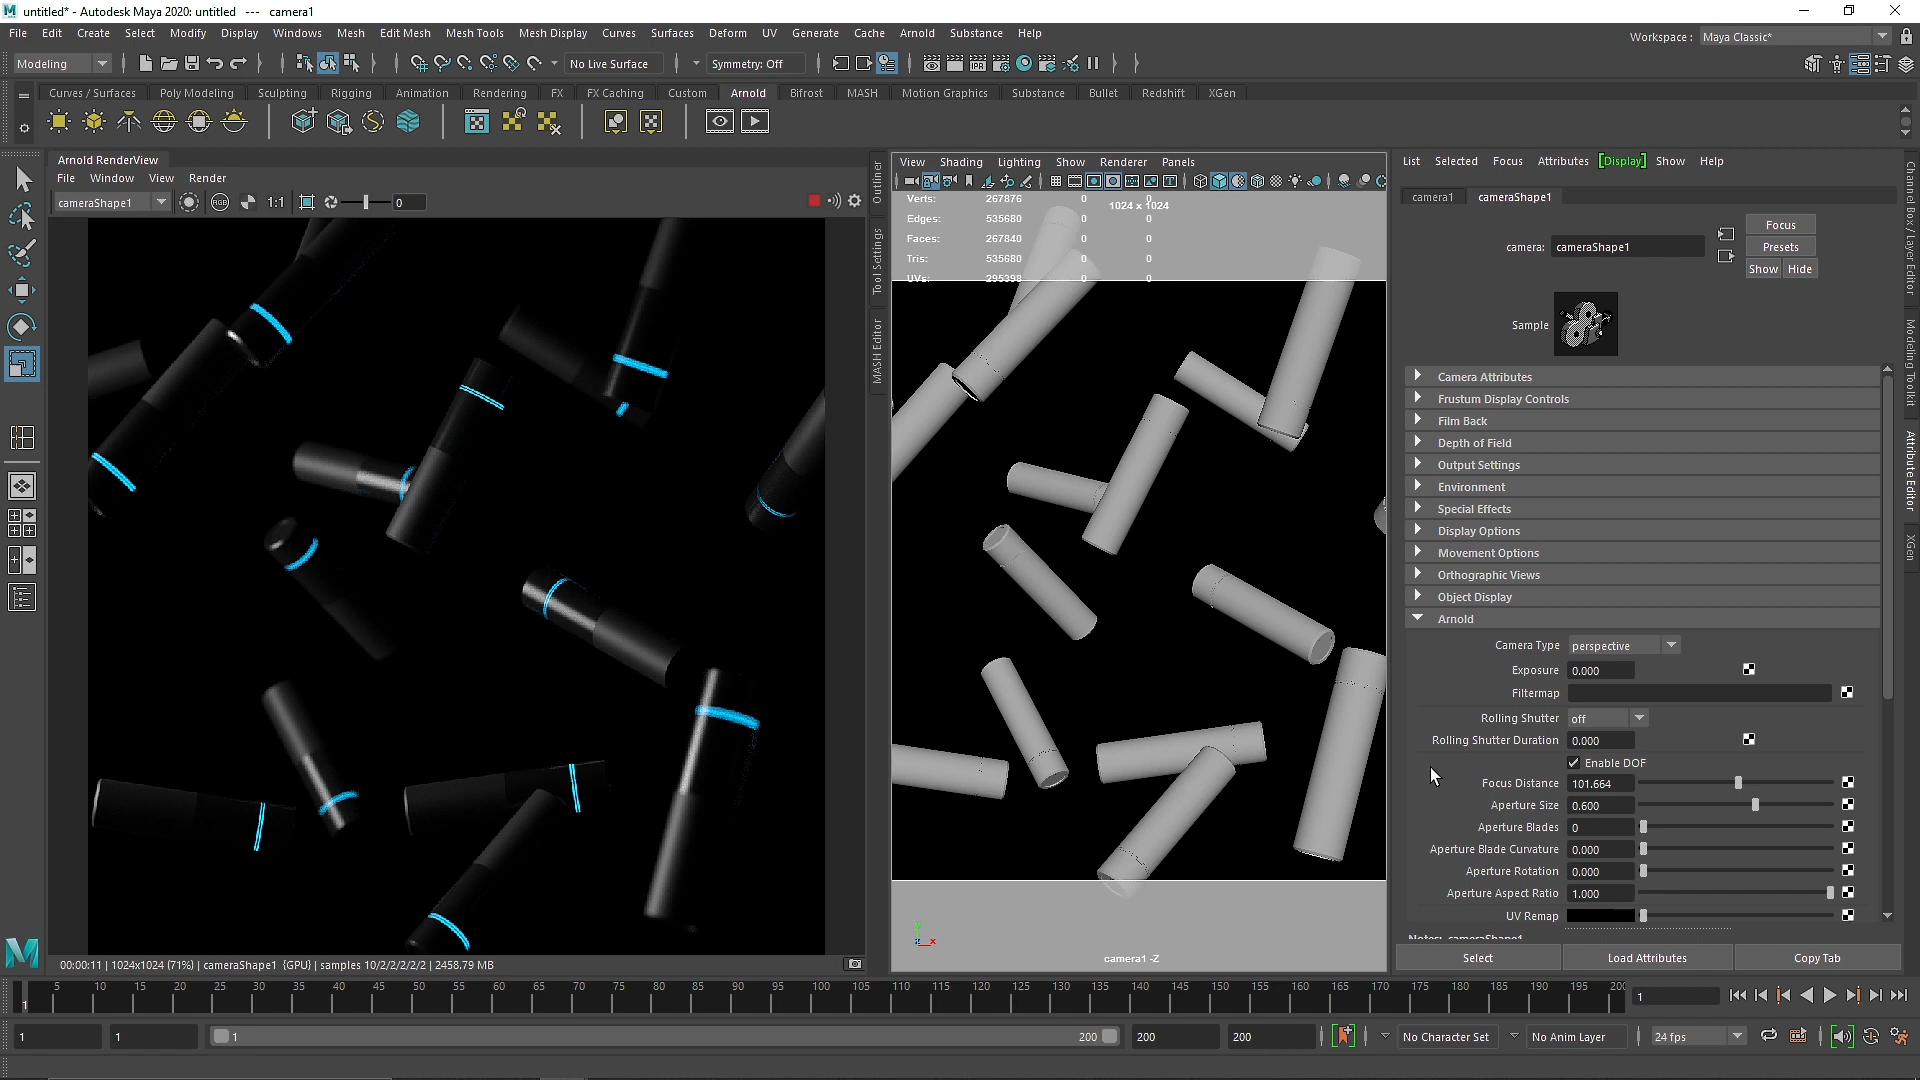 untitled* - Autodesk Maya 2020: untitled --- camera1
File Edit Create Select Modify Display Windows Mesh Edit Mesh Mesh Tools Mesh Display Curves Surfaces Deform UV Generate Cache Arnold Substance Help
Workspace : Maya Classic*
Modeling No Live Surface Symmetry: Off
Curves / Surfaces Poly Modeling Sculpting Rigging Animation Rendering FX FX Caching Custom Arnold Bifrost MASH Motion Graphics Substance Bullet Redshift XGen
Arnold RenderView
File Window View Render
cameraShape1 RGB 1:1 0
00:00:11 | 1024x1024 (71%) | cameraShape1 {GPU} | samples 10/2/2/2/2/2 | 2458.79 MB
Outliner
Tool Settings
MASH Editor
View Shading Lighting Show Renderer Panels
Verts: 267876 0 0
1024 x 1024
Edges: 535680 0 0
Faces: 267840 0 0
Tris: 535680 0 0
UVs: 295398 0 0
y
z x
camera1 -Z
List Selected Focus Attributes [Display] Show Help
camera1 cameraShape1
camera: cameraShape1
Focus
Presets
Show Hide
Sample
Camera Attributes
Frustum Display Controls
Film Back
Depth of Field
Output Settings
Environment
Special Effects
Display Options
Movement Options
Orthographic Views
Object Display
Arnold
Camera Type perspective
Exposure 0.000
Filtermap
Rolling Shutter off
Rolling Shutter Duration 0.000
Enable DOF
Focus Distance 101.664
Aperture Size 0.600
Aperture Blades 0
Aperture Blade Curvature 0.000
Aperture Rotation 0.000
Aperture Aspect Ratio 1.000
UV Remap
Notes: cameraShape1
Select Load Attributes Copy Tab
Channel Box / Layer Editor
Modeling Toolkit
Attribute Editor
XGen
1 5 10 15 20 25 30 35 40 45 50 55 60 65 70 75 80 85 90 95 100 105 110 115 120 125 130 135 140 145 150 155 160 165 170 175 180 185 190 195 200
1
1 1 1 200 200 200 No Character Set No Anim Layer 24 fps